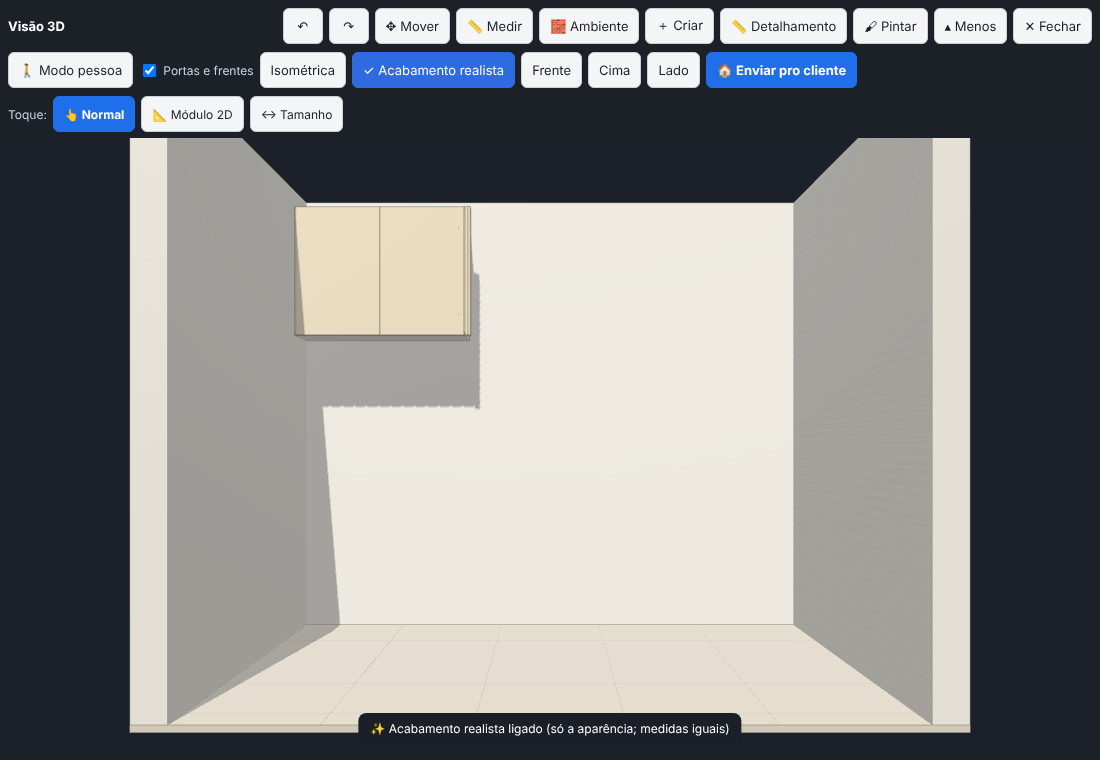 Visão 3D
↶
↷
✥ Mover
📏 Medir
🧱 Ambiente
＋ Criar
📏 Detalhamento
🖌 Pintar
▴ Menos
✕ Fechar
🚶 Modo pessoa
Portas e frentes
Isométrica
✓ Acabamento realista
Frente
Cima
Lado
🏠 Enviar pro cliente
Toque:
👆 Normal
📐 Módulo 2D
↔ Tamanho
✨ Acabamento realista ligado (só a aparência; medidas iguais)